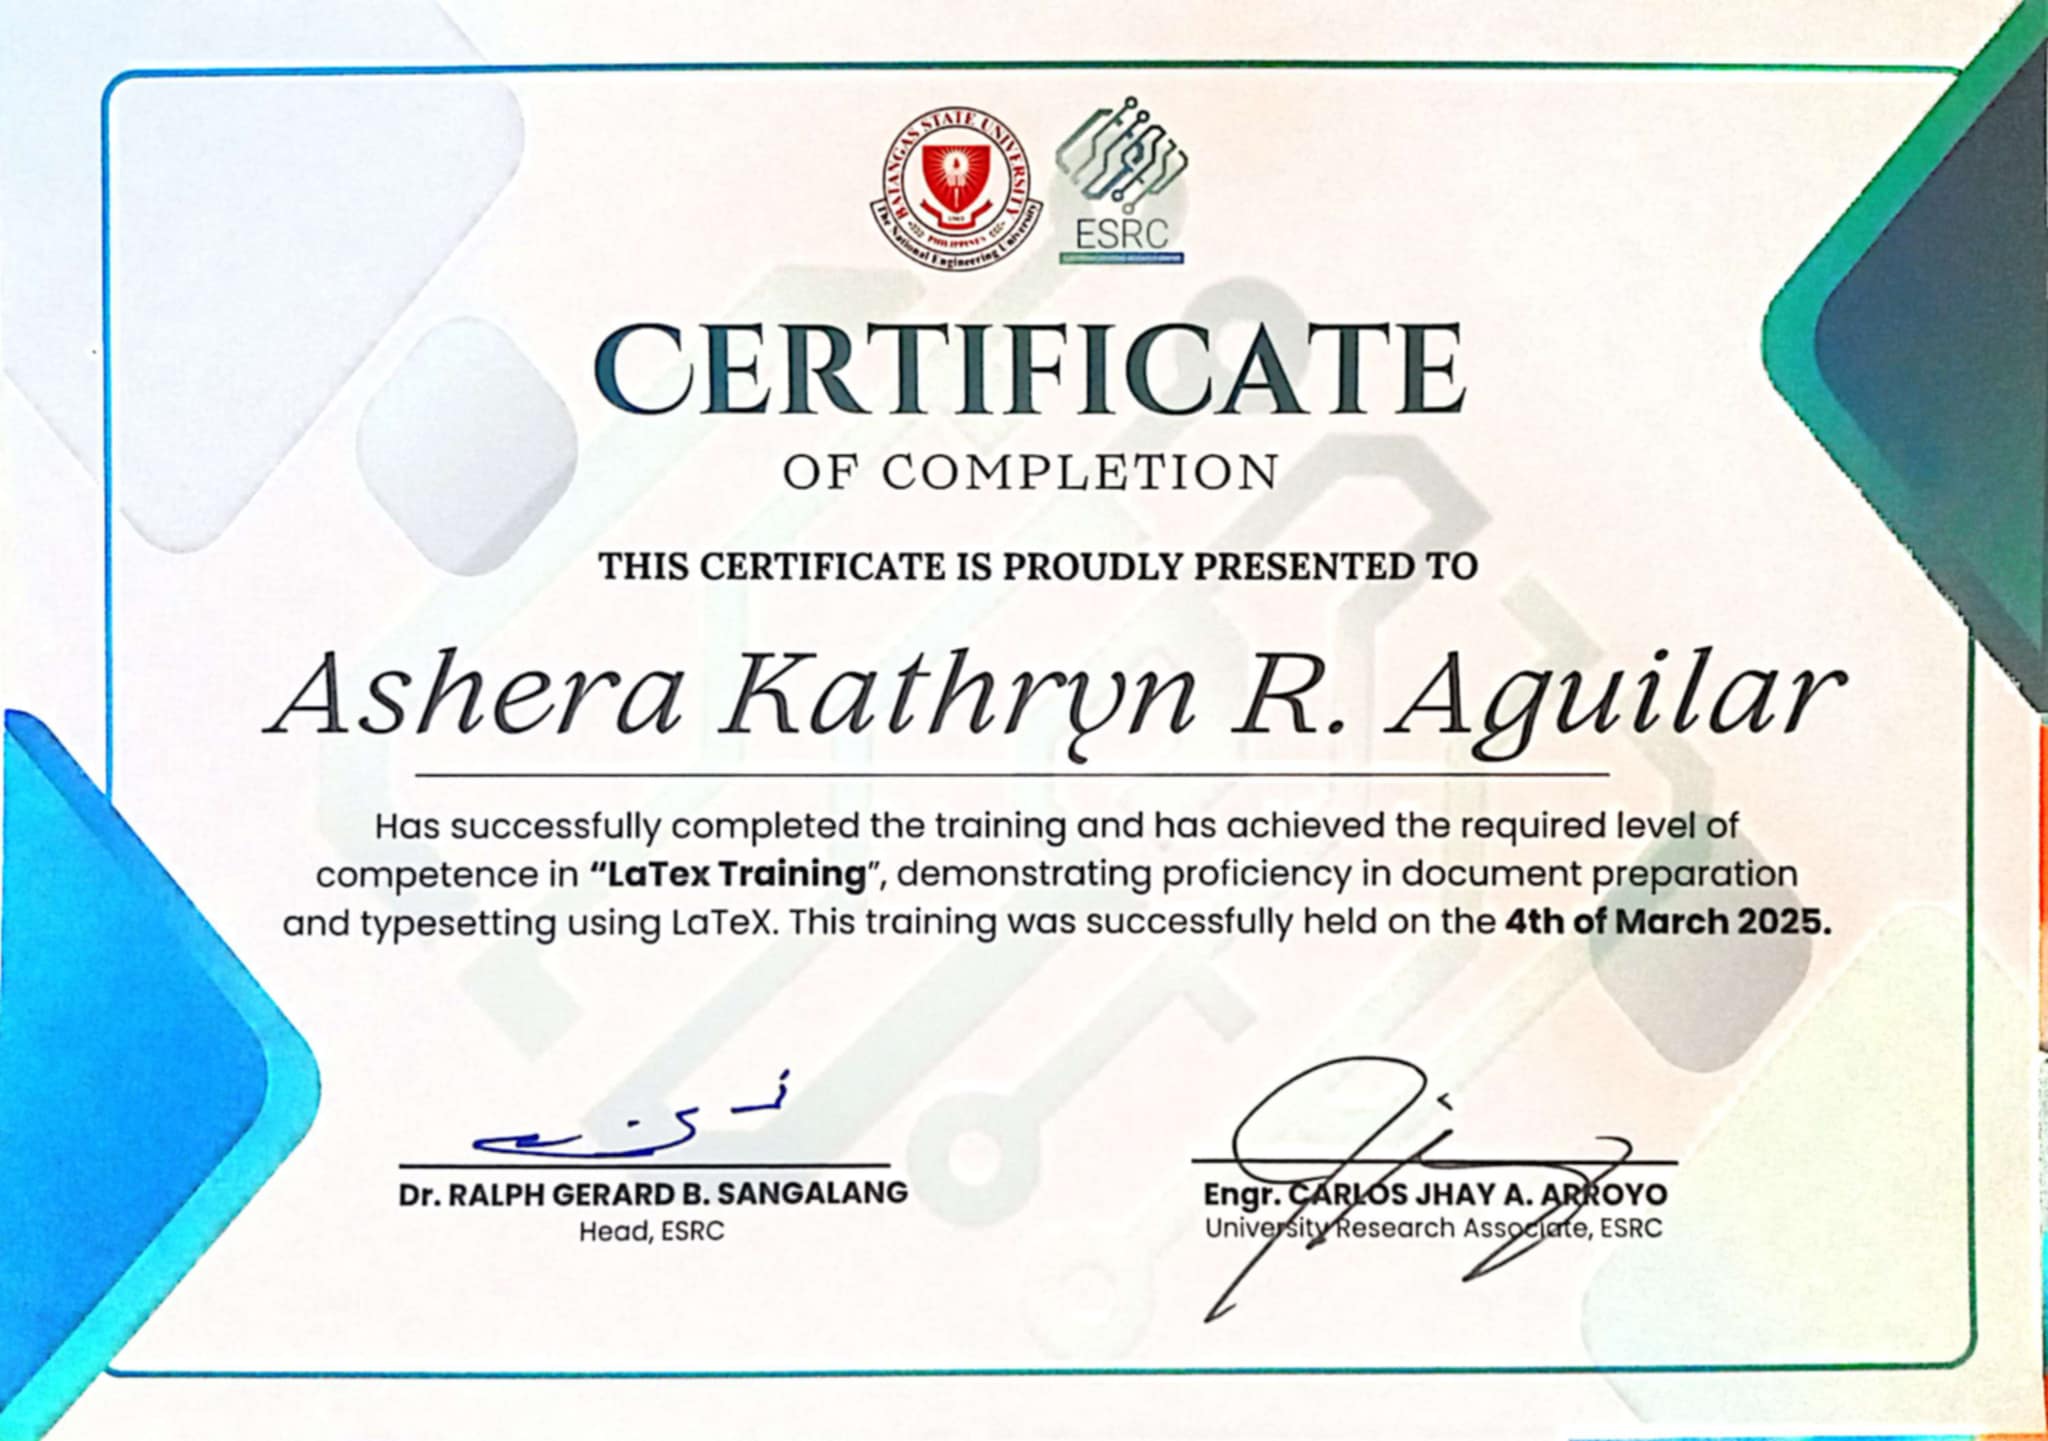 BATANGAS STATE UNIVERSITY
The National Engineering University
PHILIPPINES
ESRC
CERTIFICATE
OF COMPLETION
THIS CERTIFICATE IS PROUDLY PRESENTED TO
Ashera Kathryn R. Aguilar
Has successfully completed the training and has achieved the required level of
competence in “LaTex Training”, demonstrating proficiency in document preparation
and typesetting using LaTeX. This training was successfully held on the 4th of March 2025.
Dr. RALPH GERARD B. SANGALANG
Head, ESRC
Engr. CARLOS JHAY A. ARROYO
University Research Associate, ESRC